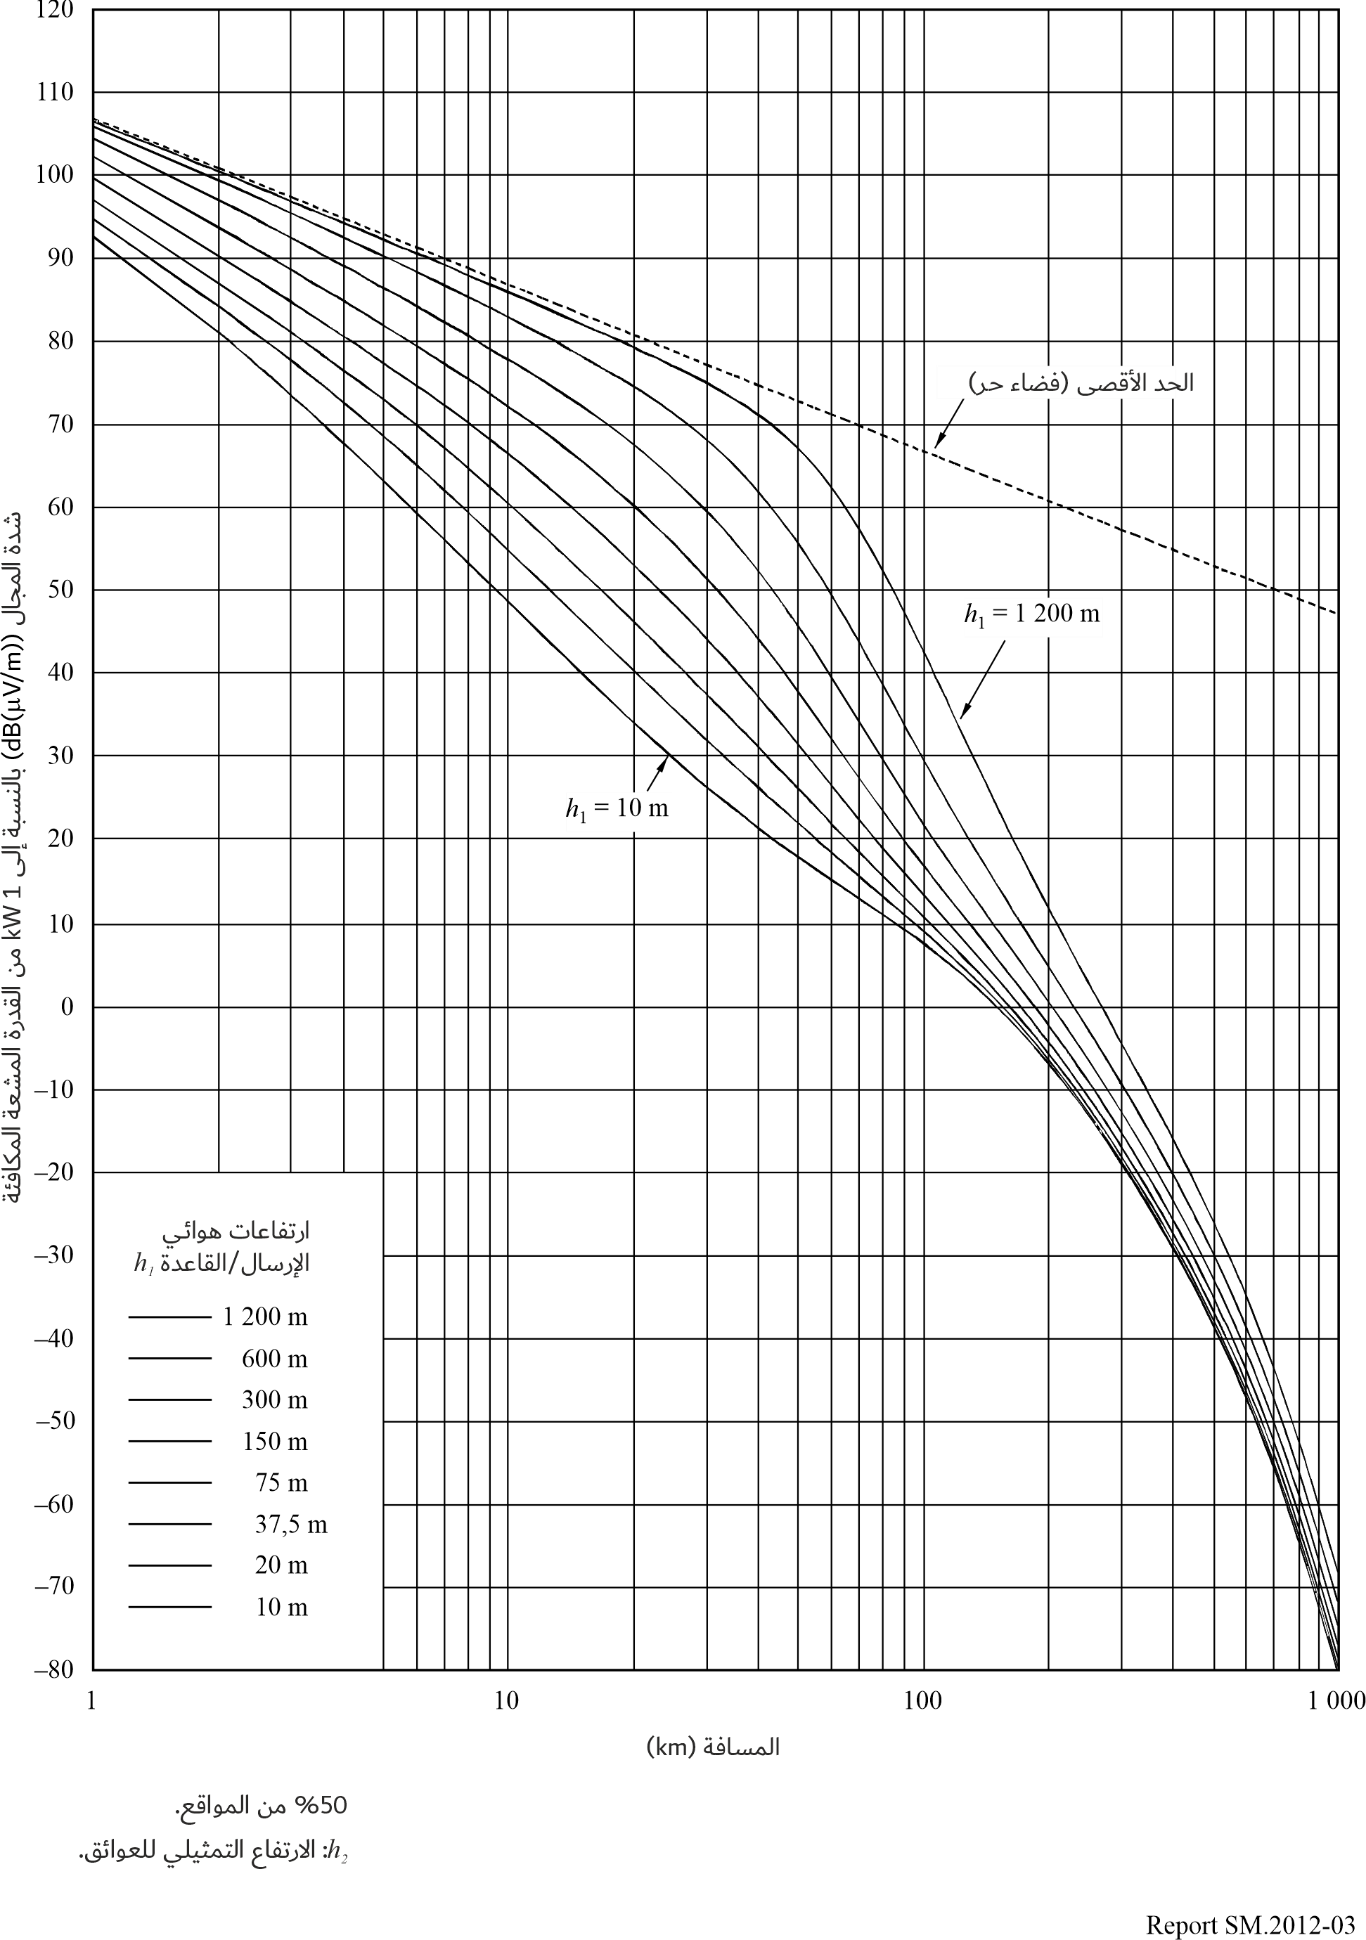 120
110
100
90
80
70
60
50
40
30
20
10
0
–10
–20
–30
–40
–50
–60
–70
–80
شدة المجال (dB(μV/m)) بالنسبة إلى 1 kW من القدرة المشعة المكافئة
الحد الأقصى (فضاء حر)
h1 = 1 200 m
h1 = 10 m
ارتفاعات هوائي
الإرسال/القاعدة h1
1 200 m
600 m
300 m
150 m
75 m
37,5 m
20 m
10 m
1 10 100 1 000
المسافة (km)
50% من المواقع.
h2: الارتفاع التمثيلي للعوائق.
Report SM.2012-03